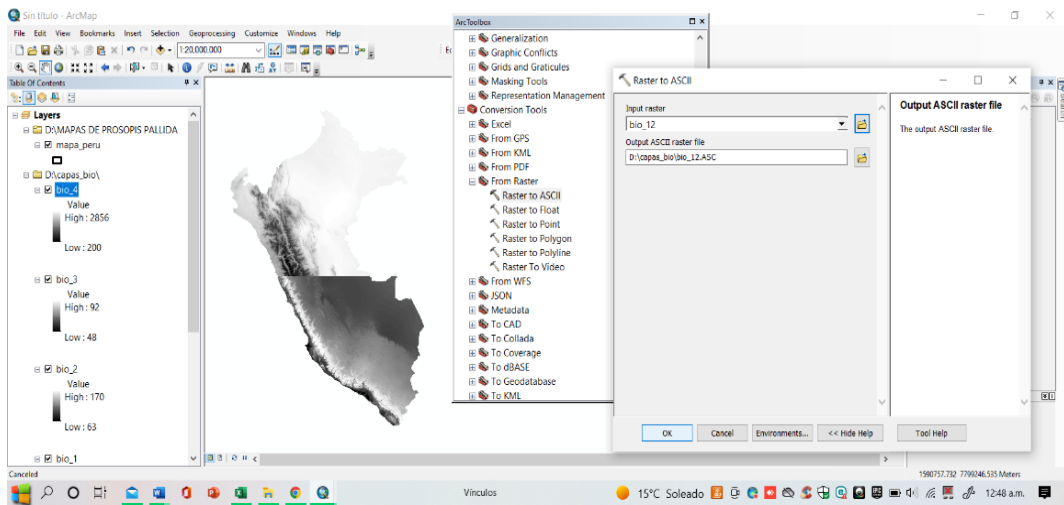 Sin título - ArcMap
File Edit View Bookmarks Insert Selection Geoprocessing Customize Windows Help
1:20,000,000
Table Of Contents
Layers
D:\MAPAS DE PROSOPIS PALLIDA
mapa_peru
D:\capas_bio\
bio_4
Value
High : 2856
Low : 200
bio_3
Value
High : 92
Low : 48
bio_2
Value
High : 170
Low : 63
bio_1
Canceled
ArcToolbox
Generalization
Graphic Conflicts
Grids and Graticules
Masking Tools
Representation Management
Conversion Tools
Excel
From GPS
From KML
From PDF
From Raster
Raster to ASCII
Raster to Float
Raster to Point
Raster to Polygon
Raster to Polyline
Raster To Video
From WFS
JSON
Metadata
To CAD
To Collada
To Coverage
To dBASE
To Geodatabase
To KML
Raster to ASCII
Input raster
bio_12
Output ASCII raster file
D:\capas_bio\bio_12.ASC
OK
Cancel
Environments...
<< Hide Help
Tool Help
Output ASCII raster file
The output ASCII raster file.
1590757.732 7799246.535 Meters
Vínculos
15°C Soleado
12:48 a.m.